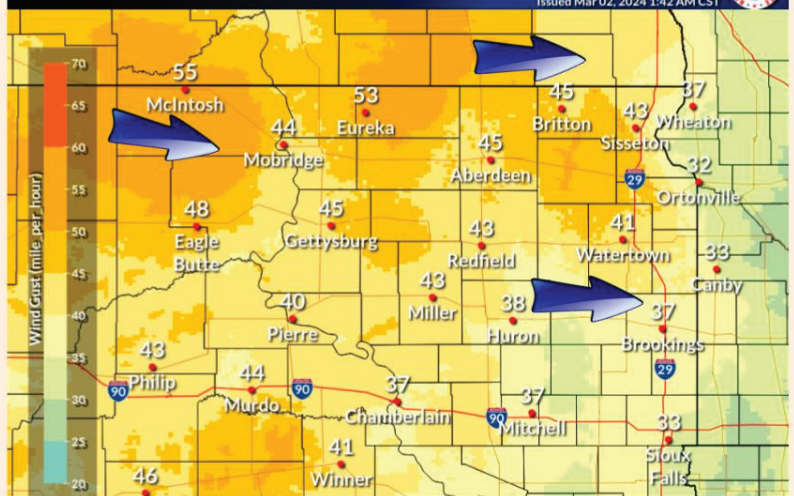 Issued Mar 02, 2024 1:42 AM CST
Wind Gust (mile_per_hour)
70
65
60
55
50
45
40
35
30
25
20
55
McIntosh
53
Eureka
44
Mobridge
45
Britton
43
Sisseton
37
Wheaton
45
Aberdeen
32
Ortonville
29
48
Eagle
Butte
45
Gettysburg
43
Redfield
41
Watertown
33
Canby
43
Miller
40
Pierre
38
Huron
37
Brookings
29
43
Philip
90
44
Murdo
90
37
Chamberlain
90
37
Mitchell
33
Sioux
Falls
41
Winner
46